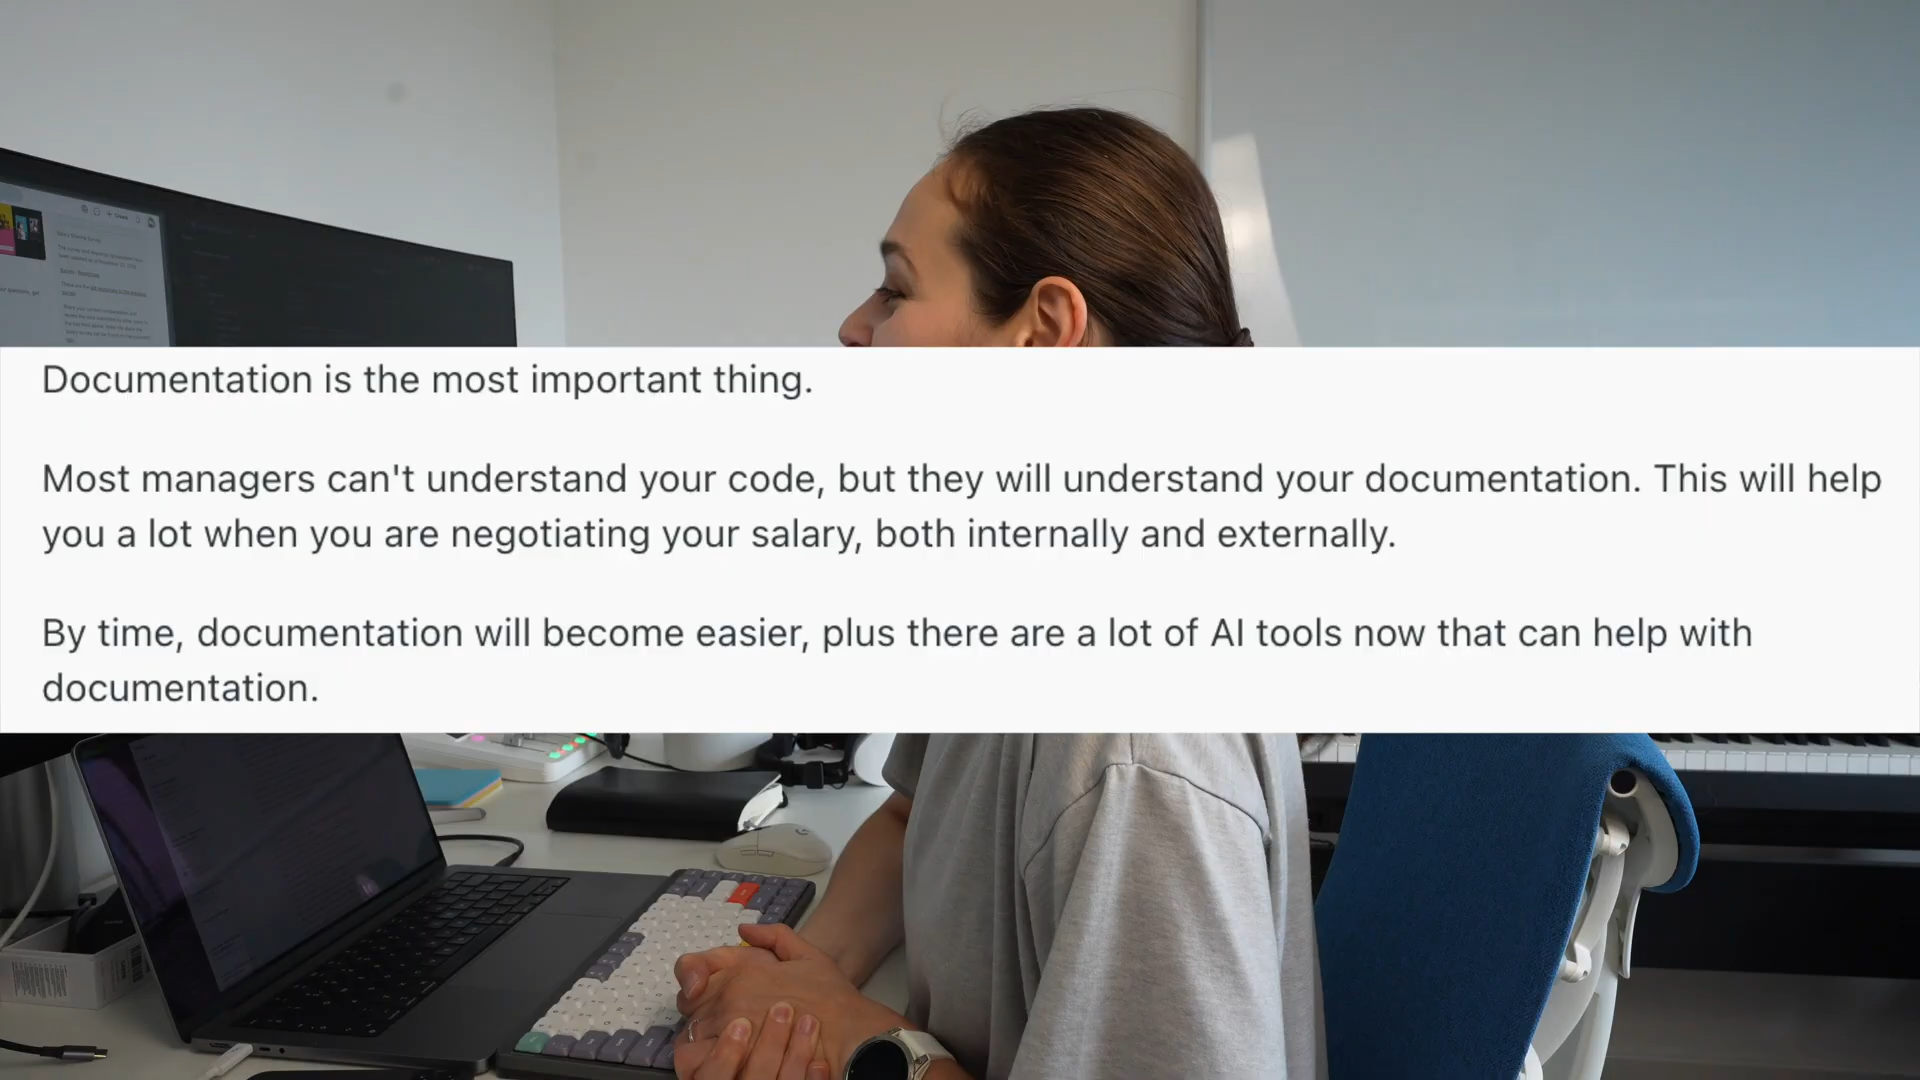 Documentation is the most important thing.
Most managers can't understand your code, but they will understand your documentation. This will help
you a lot when you are negotiating your salary, both internally and externally.
By time, documentation will become easier, plus there are a lot of AI tools now that can help with
documentation.